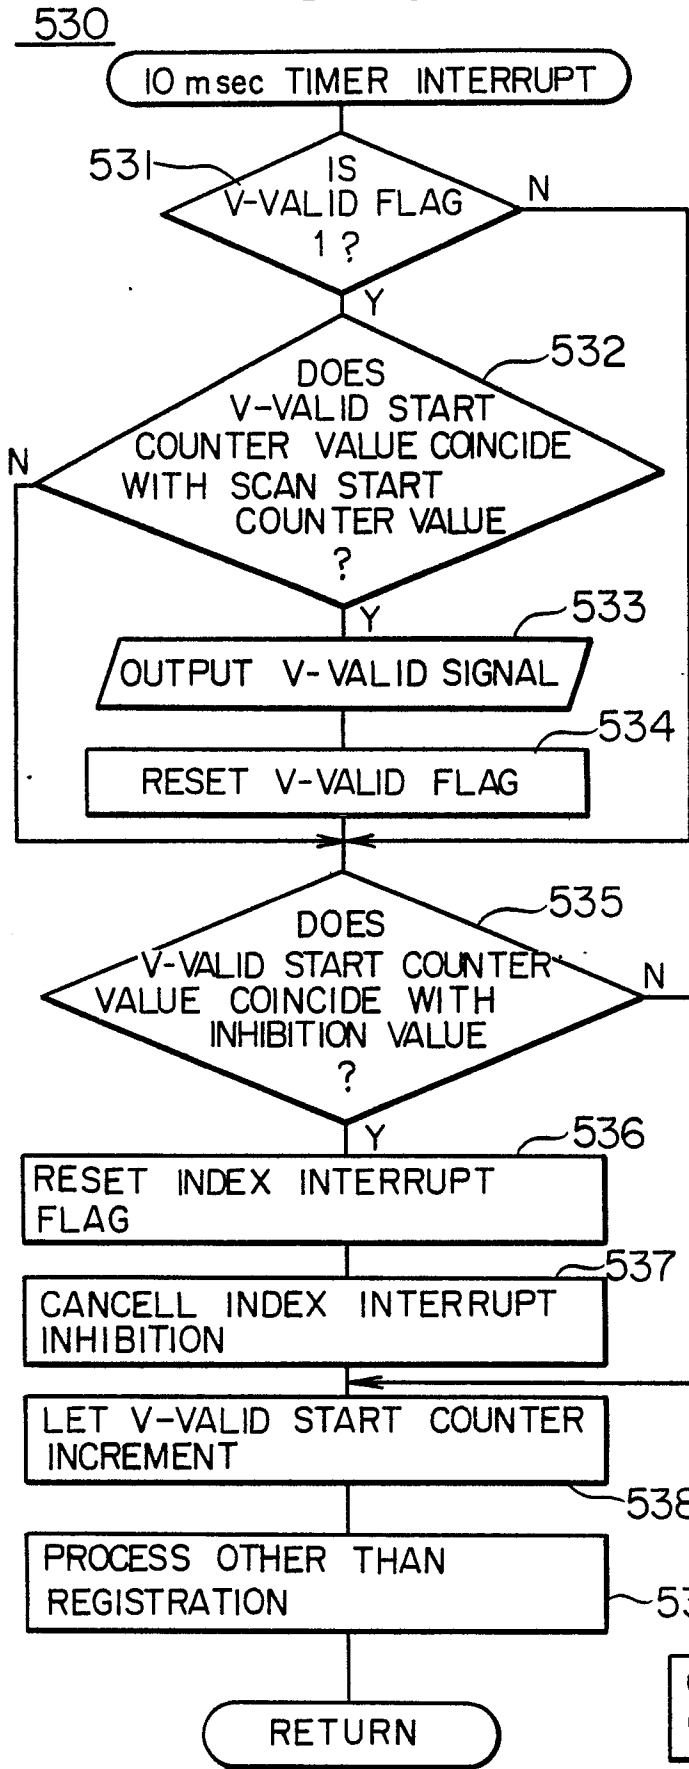 530
10 msec TIMER INTERRUPT
531
IS
V-VALID FLAG
1 ?
N
Y
532
DOES
V-VALID START
COUNTER VALUE COINCIDE
WITH SCAN START
COUNTER VALUE
?
N
Y
533
OUTPUT V-VALID SIGNAL
534
RESET V-VALID FLAG
535
DOES
V-VALID START COUNTER
VALUE COINCIDE WITH
INHIBITION VALUE
?
N
Y
536
RESET INDEX INTERRUPT
FLAG
537
CANCELL INDEX INTERRUPT
INHIBITION
LET V-VALID START COUNTER
INCREMENT
538
PROCESS OTHER THAN
REGISTRATION
53
RETURN